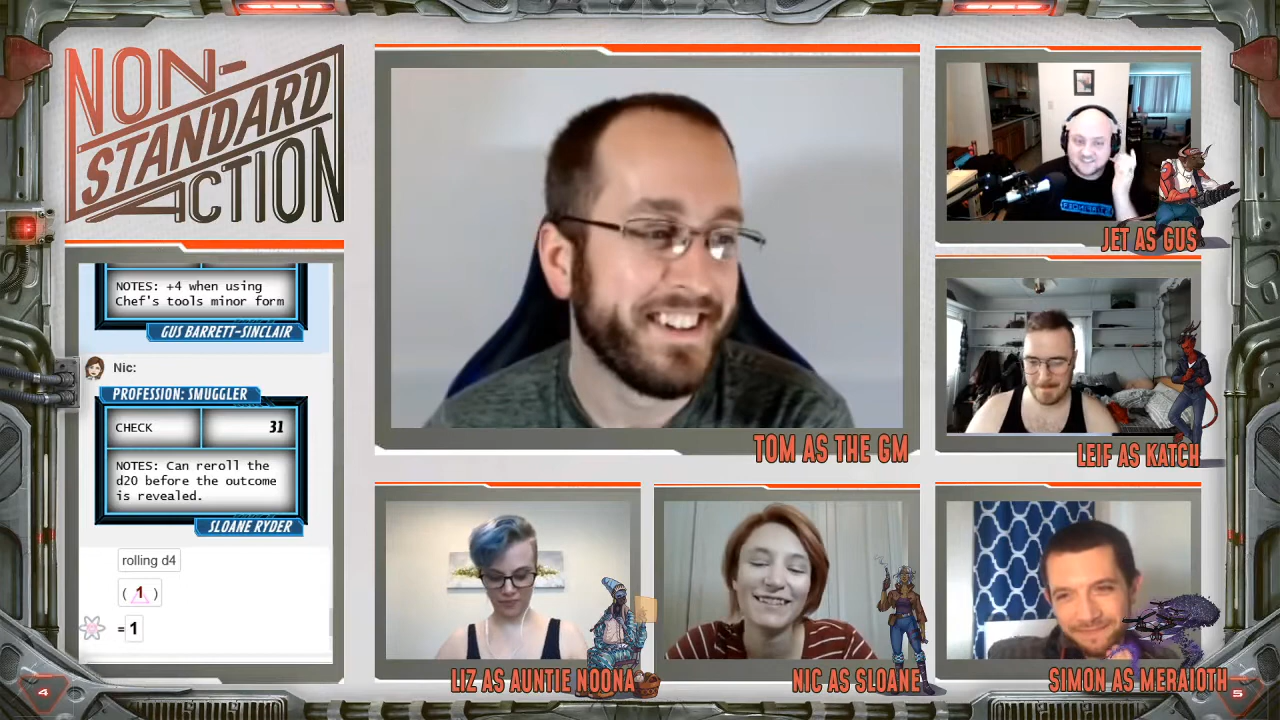 NON-
STANDARD
ACTION
NOTES: +4 when using
Chef's tools minor form
GUS BARRETT-SINCLAIR
Nic:
PROFESSION: SMUGGLER
CHECK 31
NOTES: Can reroll the
d20 before the outcome
is revealed.
SLOANE RYDER
rolling d4
( 1 )
=1
4
TOM AS THE GM
JET AS GUS
LEIF AS KATCH
LIZ AS AUNTIE NOONA
NIC AS SLOANE
SIMON AS MERAIOTH
5